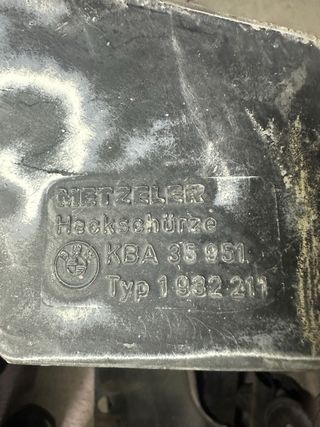 METZELER
Heckschürze
KBA 35 951
Typ 1 932 211